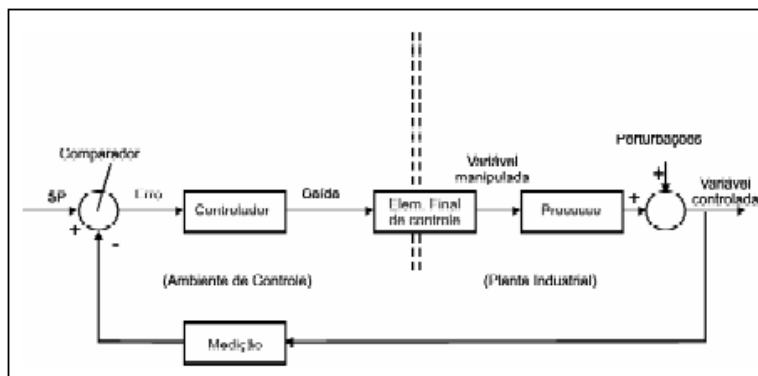 Perturbações
Comparador
Variável
manipulada
Variável
controlada
SP
Erro
Saída
+
+
+
-
Controlador
Elem. Final
de controle
Processo
(Ambiente de Controle)
(Planta Industrial)
Medição